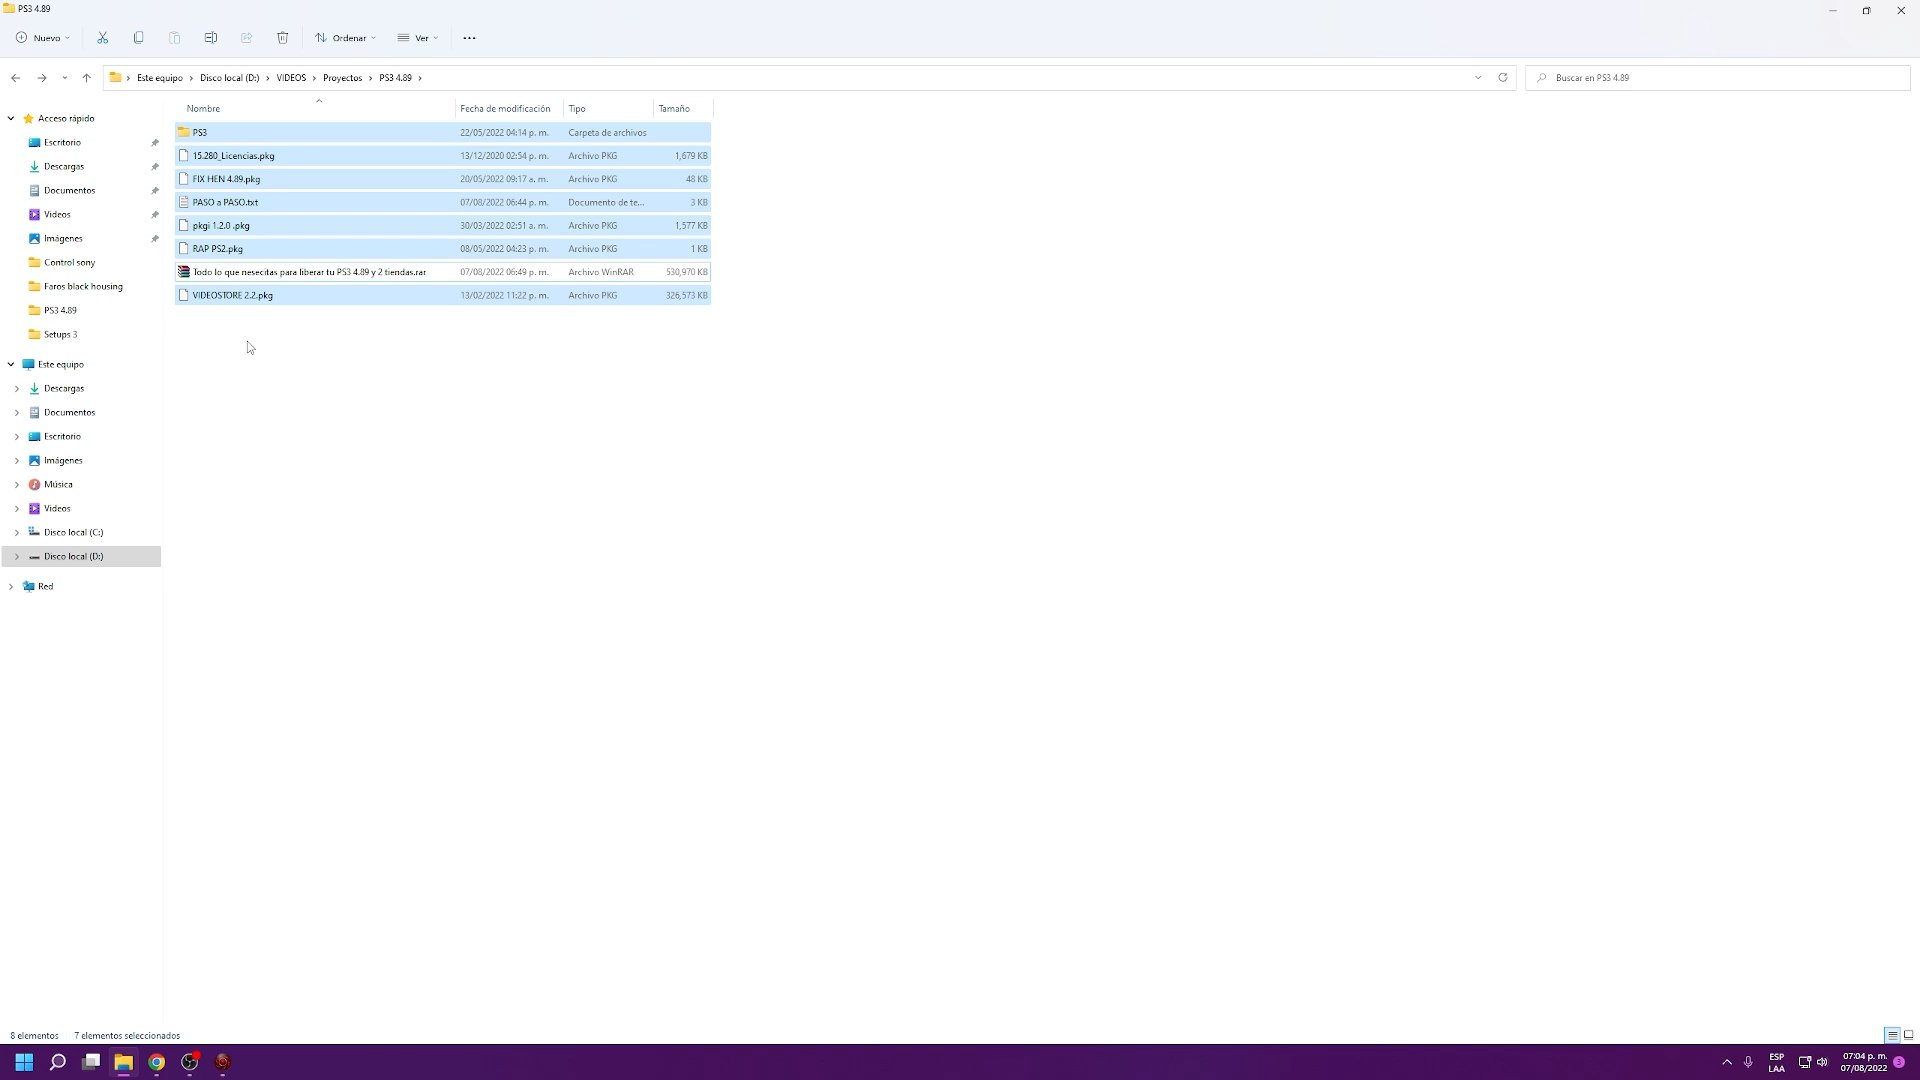 PS3 4.89
Nuevo
Ordenar
Ver
Este equipo > Disco local (D:) > VIDEOS > Proyectos > PS3 4.89 >
Buscar en PS3 4.89
Nombre Fecha de modificación Tipo Tamaño
PS3 22/05/2022 04:14 p. m. Carpeta de archivos
15.280_Licencias.pkg 13/12/2020 02:54 p. m. Archivo PKG 1,679 KB
FIX HEN 4.89.pkg 20/05/2022 09:17 a. m. Archivo PKG 48 KB
PASO a PASO.txt 07/08/2022 06:44 p. m. Documento de te... 3 KB
pkgi 1.2.0 .pkg 30/03/2022 02:51 a. m. Archivo PKG 1,577 KB
RAP PS2.pkg 08/05/2022 04:23 p. m. Archivo PKG 1 KB
Todo lo que nesecitas para liberar tu PS3 4.89 y 2 tiendas.rar 07/08/2022 06:49 p. m. Archivo WinRAR 530,970 KB
VIDEOSTORE 2.2.pkg 13/02/2022 11:22 p. m. Archivo PKG 326,573 KB
Acceso rápido
Escritorio
Descargas
Documentos
Videos
Imágenes
Control sony
Faros black housing
PS3 4.89
Setups 3
Este equipo
Descargas
Documentos
Escritorio
Imágenes
Música
Videos
Disco local (C:)
Disco local (D:)
Red
8 elementos 7 elementos seleccionados
ESP
LAA
07:04 p. m.
07/08/2022
3